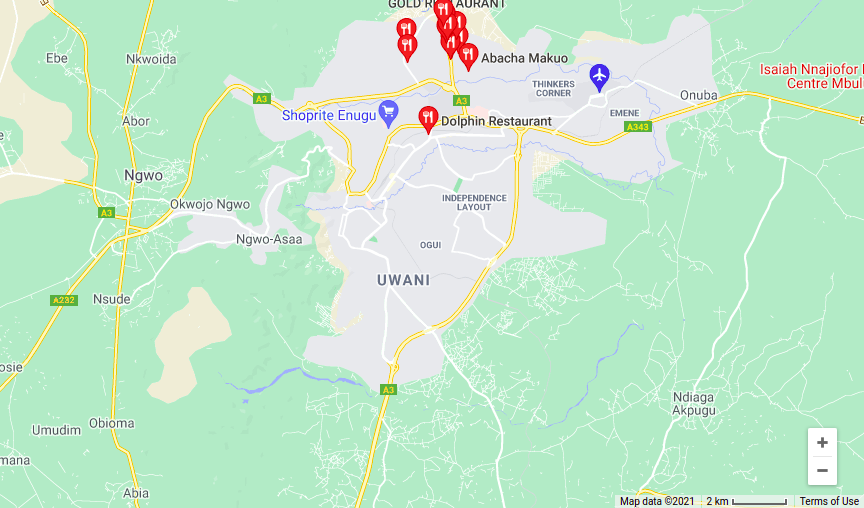 GOLD RESTAURANT
Ebe
Nkwoida
Abacha Makuo
Isaiah Nnajiofor
Centre Mbul
THINKERS
CORNER
Onuba
A3
A3
Shoprite Enugu
Dolphin Restaurant
EMENE
A343
Abor
Ngwo
Okwojo Ngwo
A3
INDEPENDENCE
LAYOUT
Ngwo-Asaa
OGUI
UWANI
A232
Nsude
osie
A3
Ndiaga
Akpugu
Obioma
Umudim
mana
Abia
+
−
Map data ©2021
2 km
Terms of Use